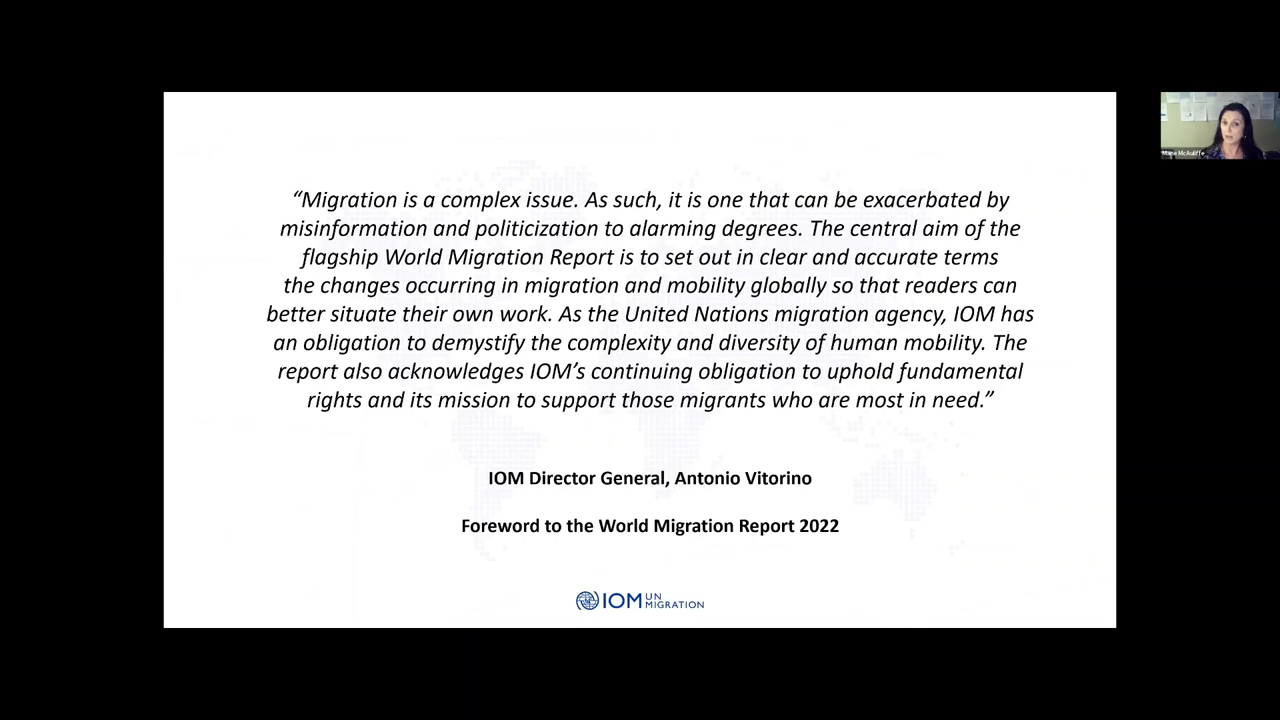 “Migration is a complex issue. As such, it is one that can be exacerbated by
misinformation and politicization to alarming degrees. The central aim of the
flagship World Migration Report is to set out in clear and accurate terms
the changes occurring in migration and mobility globally so that readers can
better situate their own work. As the United Nations migration agency, IOM has
an obligation to demystify the complexity and diversity of human mobility. The
report also acknowledges IOM’s continuing obligation to uphold fundamental
rights and its mission to support those migrants who are most in need.”
IOM Director General, Antonio Vitorino
Foreword to the World Migration Report 2022
IOM UN
MIGRATION
Marie McAuliffe